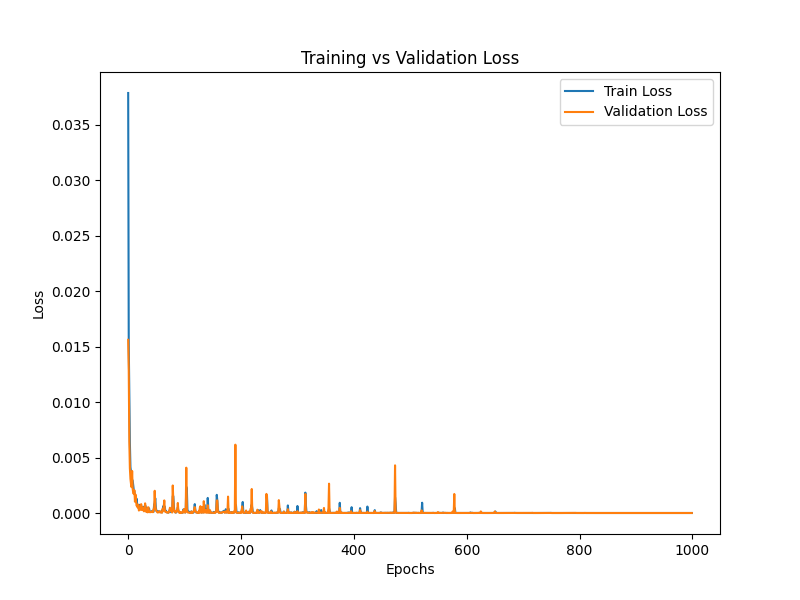 Training vs Validation Loss
Train Loss
Validation Loss
0.035
0.030
0.025
0.020
0.015
0.010
0.005
0.000
Loss
0 200 400 600 800 1000
Epochs